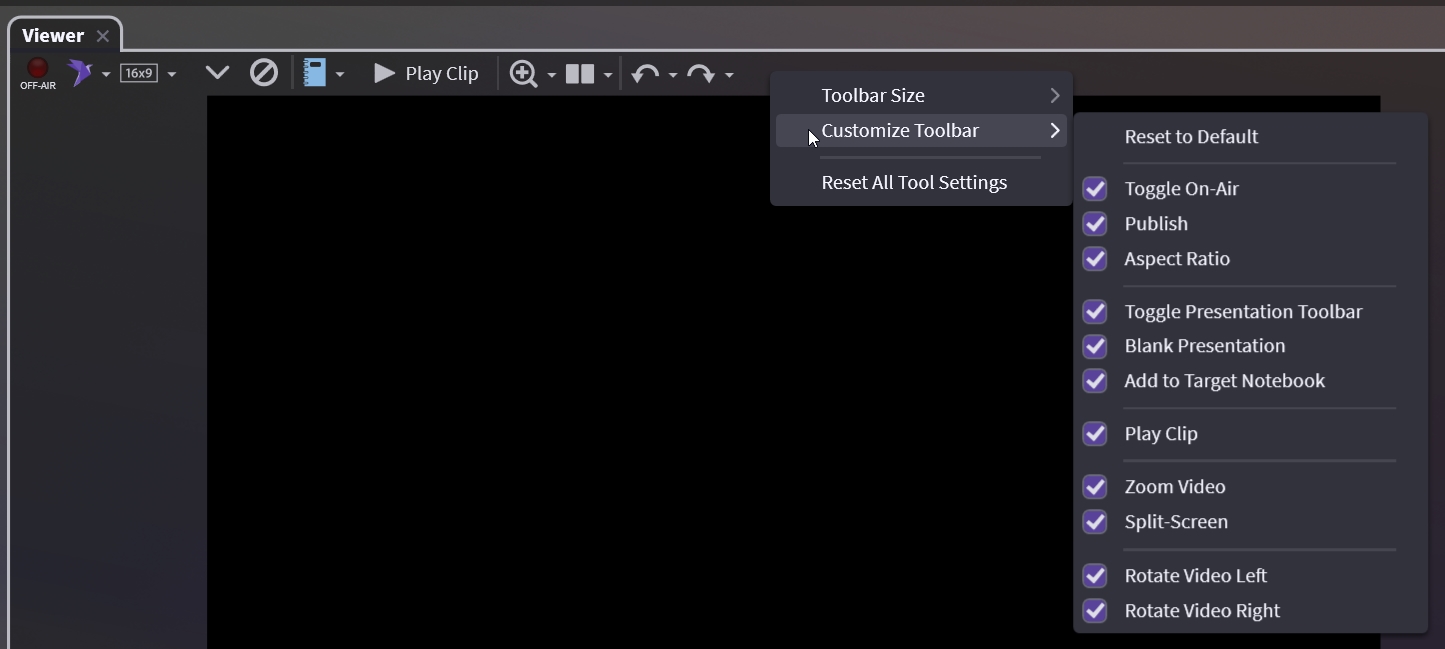 Viewer
OFF-AIR
16x9
Play Clip
Toolbar Size
Customize Toolbar
Reset All Tool Settings
Reset to Default
Toggle On-Air
Publish
Aspect Ratio
Toggle Presentation Toolbar
Blank Presentation
Add to Target Notebook
Play Clip
Zoom Video
Split-Screen
Rotate Video Left
Rotate Video Right